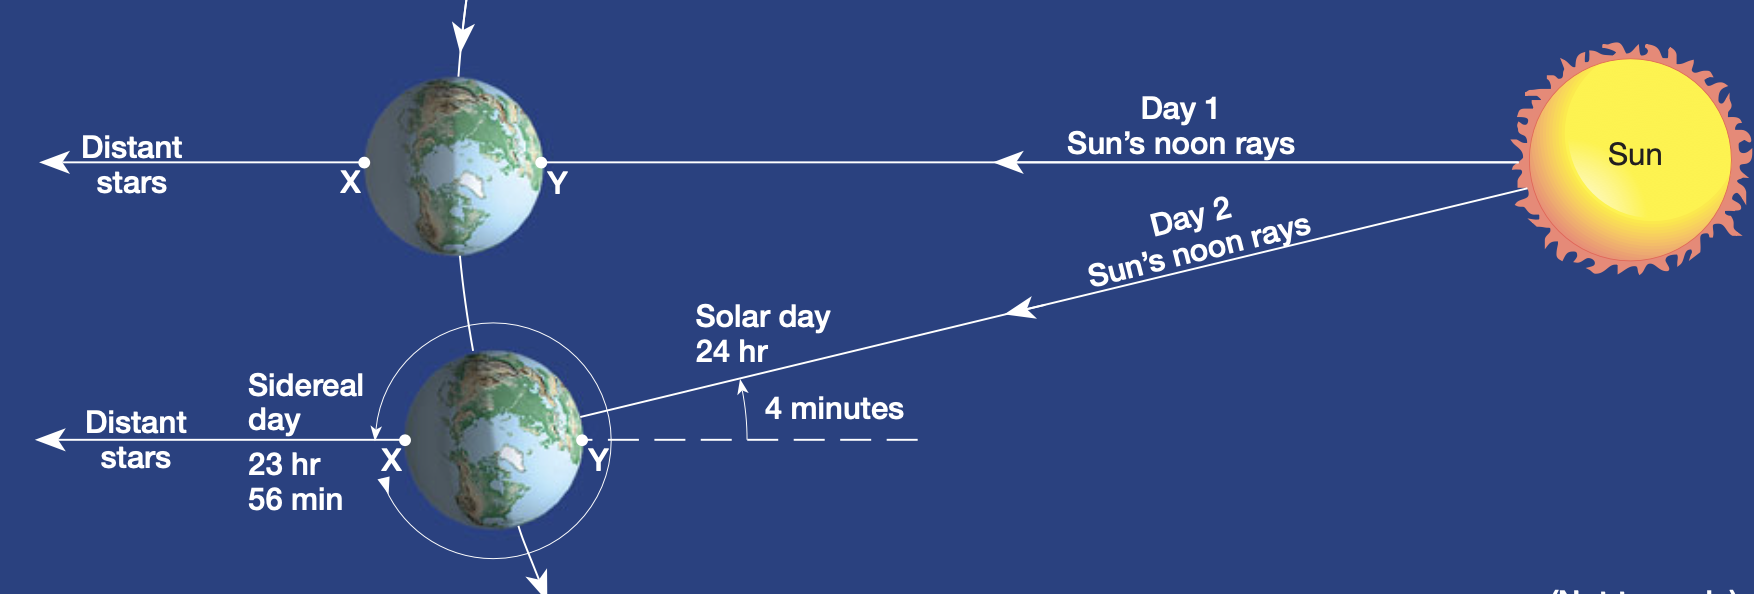 Day 1
Sun's noon rays
Distant
stars
X
Y
Sun
Day 2
Sun's noon rays
Solar day
24 hr
4 minutes
Sidereal
day
23 hr
56 min
Distant
stars
X
Y